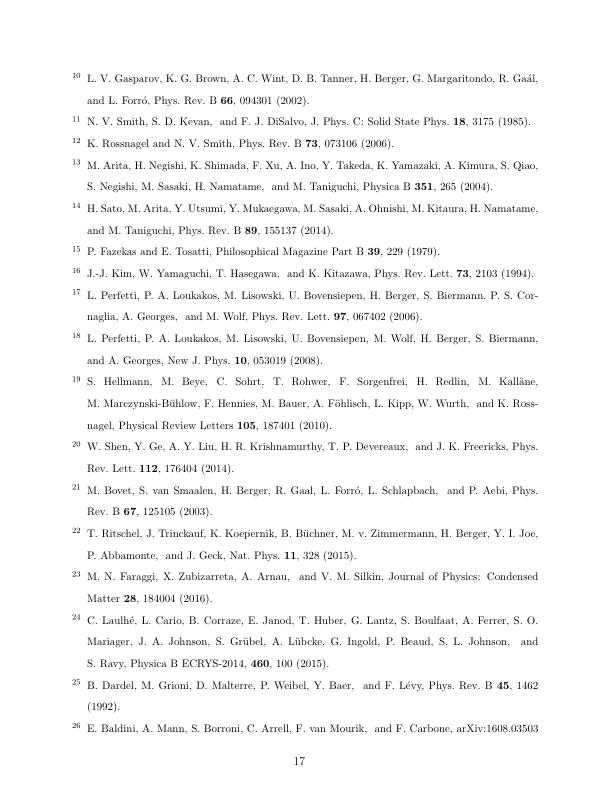 10 L. V. Gasparov, K. G. Brown, A. C. Wint, D. B. Tanner, H. Berger, G. Margaritondo, R. Gaál,
and L. Forró, Phys. Rev. B 66, 094301 (2002).
11 N. V. Smith, S. D. Kevan, and F. J. DiSalvo, J. Phys. C: Solid State Phys. 18, 3175 (1985).
12 K. Rossnagel and N. V. Smith, Phys. Rev. B 73, 073106 (2006).
13 M. Arita, H. Negishi, K. Shimada, F. Xu, A. Ino, Y. Takeda, K. Yamazaki, A. Kimura, S. Qiao,
S. Negishi, M. Sasaki, H. Namatame, and M. Taniguchi, Physica B 351, 265 (2004).
14 H. Sato, M. Arita, Y. Utsumi, Y. Mukaegawa, M. Sasaki, A. Ohnishi, M. Kitaura, H. Namatame,
and M. Taniguchi, Phys. Rev. B 89, 155137 (2014).
15 P. Fazekas and E. Tosatti, Philosophical Magazine Part B 39, 229 (1979).
16 J.-J. Kim, W. Yamaguchi, T. Hasegawa, and K. Kitazawa, Phys. Rev. Lett. 73, 2103 (1994).
17 L. Perfetti, P. A. Loukakos, M. Lisowski, U. Bovensiepen, H. Berger, S. Biermann, P. S. Cor-
naglia, A. Georges, and M. Wolf, Phys. Rev. Lett. 97, 067402 (2006).
18 L. Perfetti, P. A. Loukakos, M. Lisowski, U. Bovensiepen, M. Wolf, H. Berger, S. Biermann,
and A. Georges, New J. Phys. 10, 053019 (2008).
19 S. Hellmann, M. Beye, C. Sohrt, T. Rohwer, F. Sorgenfrei, H. Redlin, M. Kalläne,
M. Marczynski-Bühlow, F. Hennies, M. Bauer, A. Föhlisch, L. Kipp, W. Wurth, and K. Ross-
nagel, Physical Review Letters 105, 187401 (2010).
20 W. Shen, Y. Ge, A. Y. Liu, H. R. Krishnamurthy, T. P. Devereaux, and J. K. Freericks, Phys.
Rev. Lett. 112, 176404 (2014).
21 M. Bovet, S. van Smaalen, H. Berger, R. Gaal, L. Forró, L. Schlapbach, and P. Aebi, Phys.
Rev. B 67, 125105 (2003).
22 T. Ritschel, J. Trinckauf, K. Koepernik, B. Büchner, M. v. Zimmermann, H. Berger, Y. I. Joe,
P. Abbamonte, and J. Geck, Nat. Phys. 11, 328 (2015).
23 M. N. Faraggi, X. Zubizarreta, A. Arnau, and V. M. Silkin, Journal of Physics: Condensed
Matter 28, 184004 (2016).
24 C. Laulhé, L. Cario, B. Corraze, E. Janod, T. Huber, G. Lantz, S. Boulfaat, A. Ferrer, S. O.
Mariager, J. A. Johnson, S. Grübel, A. Lübcke, G. Ingold, P. Beaud, S. L. Johnson, and
S. Ravy, Physica B ECRYS-2014, 460, 100 (2015).
25 B. Dardel, M. Grioni, D. Malterre, P. Weibel, Y. Baer, and F. Lévy, Phys. Rev. B 45, 1462
(1992).
26 E. Baldini, A. Mann, S. Borroni, C. Arrell, F. van Mourik, and F. Carbone, arXiv:1608.03503
17